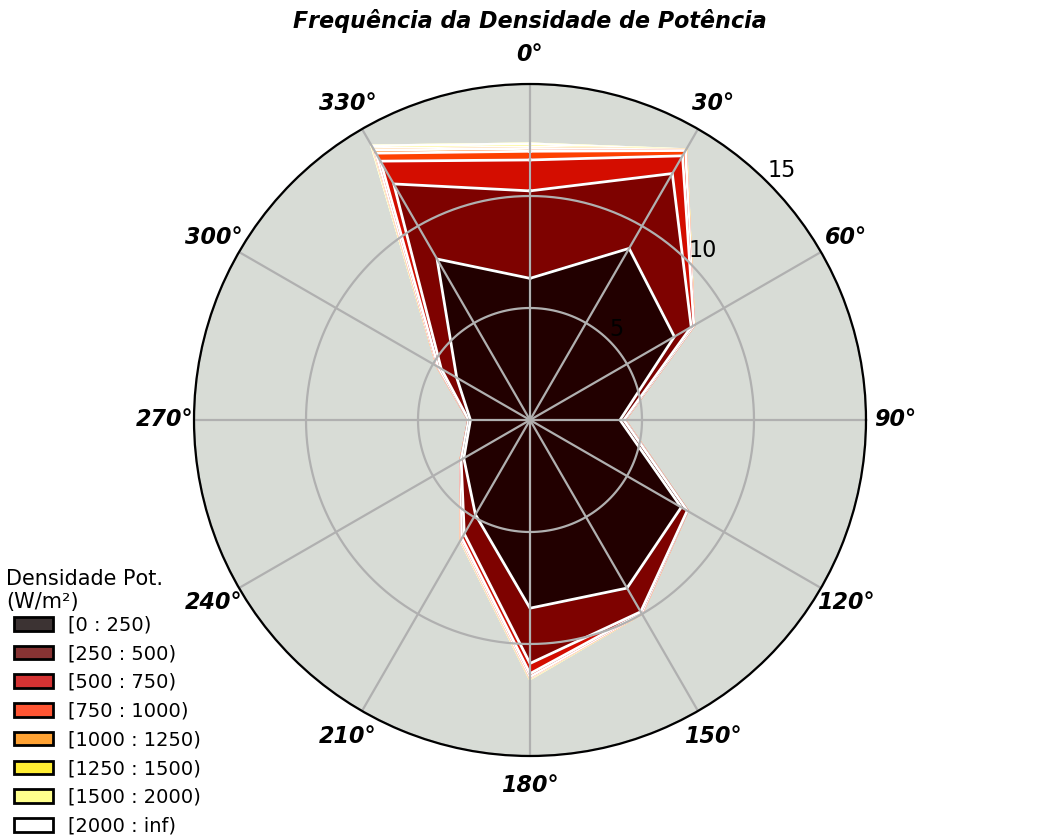 Frequência da Densidade de Potência
0°
330°
30°
15
300°
60°
10
5
270°
90°
Densidade Pot.
(W/m²)
240°
120°
[0 : 250)
[250 : 500)
[500 : 750)
[750 : 1000)
210°
150°
[1000 : 1250)
[1250 : 1500)
180°
[1500 : 2000)
[2000 : inf)